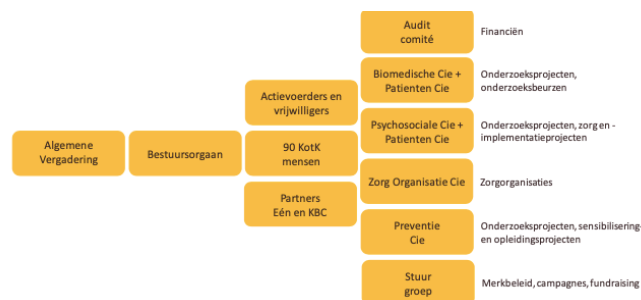 Algemene
Vergadering
Bestuursorgaan
Actievoerders en
vrijwilligers
90 KotK
mensen
Partners
Eén en KBC
Audit
comité
Financiën
Biomedische Cie +
Patienten Cie
Onderzoeksprojecten,
onderzoeksbeurzen
Psychosociale Cie +
Patienten Cie
Onderzoeksprojecten, zorg en -
implementatieprojecten
Zorg Organisatie Cie
Zorgorganisaties
Preventie
Cie
Onderzoeksprojecten, sensibilisering-
en opleidingsprojecten
Stuur
groep
Merkbeleid, campagnes, fundraising